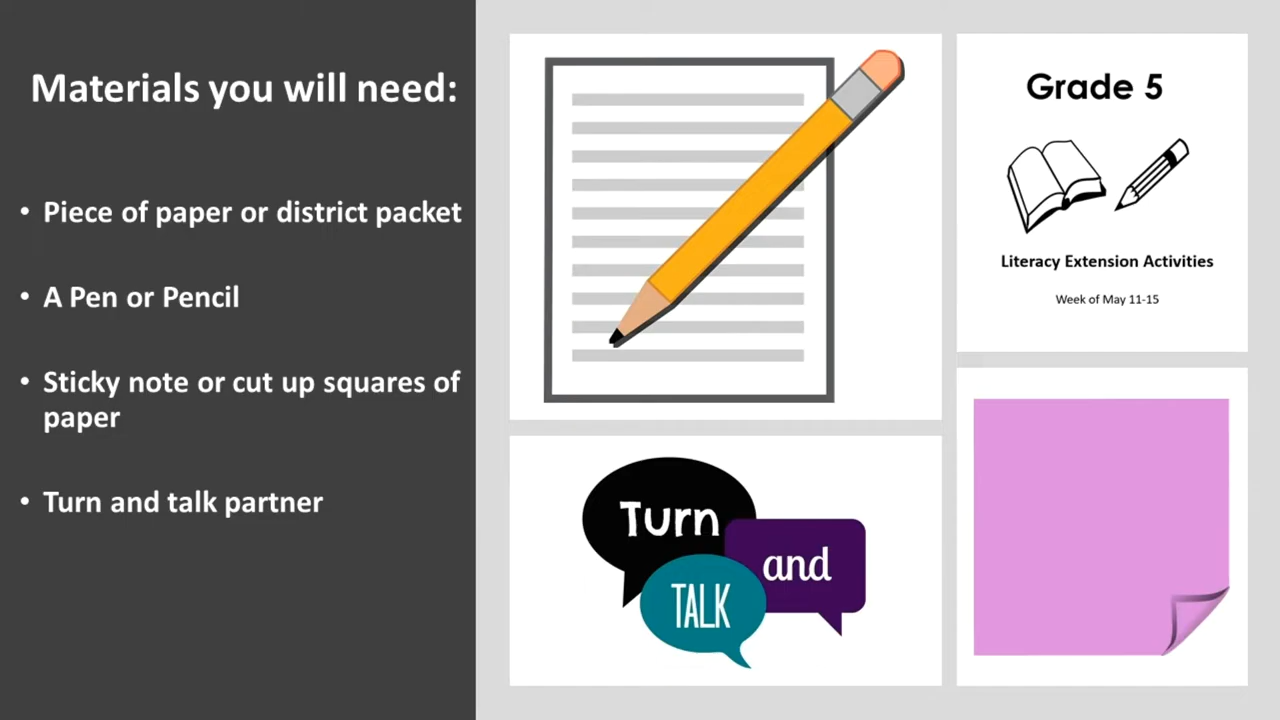 Materials you will need:
• Piece of paper or district packet
• A Pen or Pencil
• Sticky note or cut up squares of
paper
• Turn and talk partner
Grade 5
Literacy Extension Activities
Week of May 11-15
Turn
and
TALK